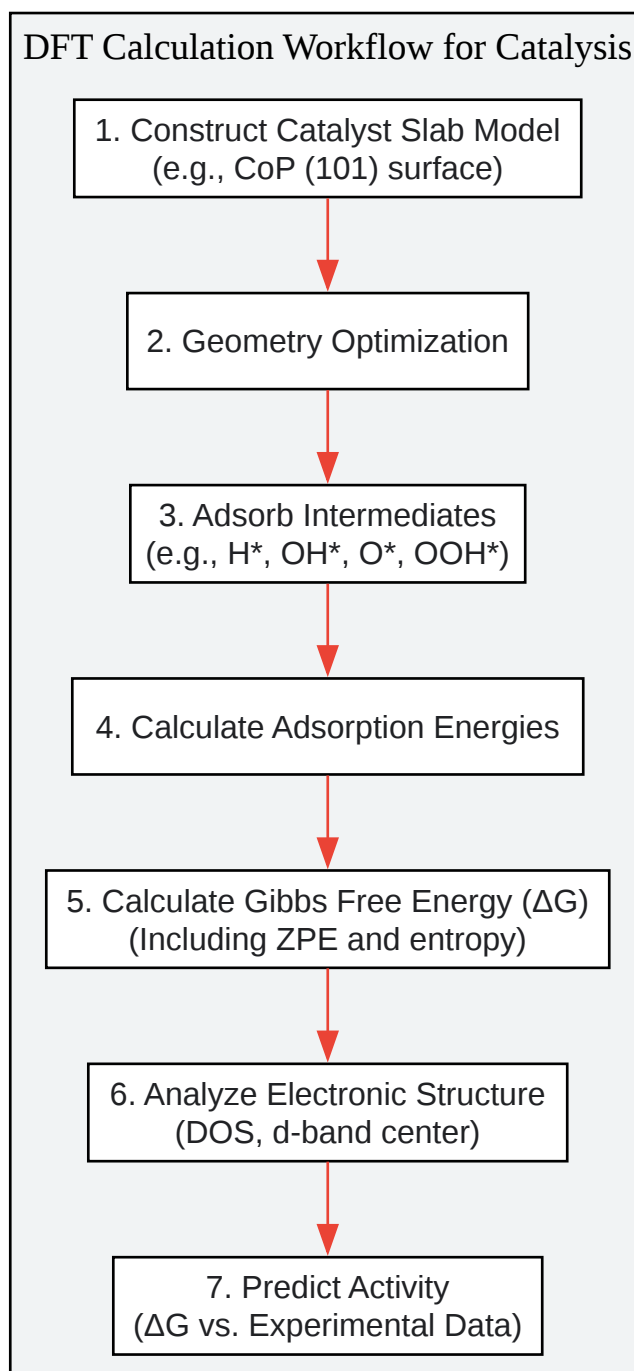 DFT Calculation Workflow for Catalysis
1. Construct Catalyst Slab Model
(e.g., CoP (101) surface)
2. Geometry Optimization
3. Adsorb Intermediates
(e.g., H*, OH*, O*, OOH*)
4. Calculate Adsorption Energies
5. Calculate Gibbs Free Energy (ΔG)
(Including ZPE and entropy)
6. Analyze Electronic Structure
(DOS, d-band center)
7. Predict Activity
(ΔG vs. Experimental Data)